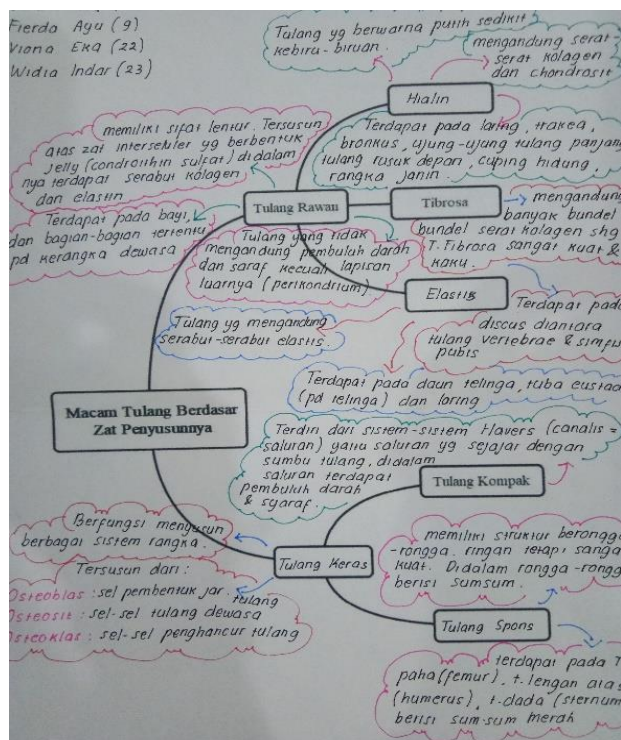 Fierda Ayu (9)
Viona Eka (22)
Widia Indar (23)
Tulang yg berwarna putih sedikit
kebiru-biruan.
mengandung serat-
serat kolagen
dan chondrosit
Hialin
Terdapat pada laring, trakea,
bronkus, ujung-ujung tulang panjang
tulang rusuk depan, cuping hidung,
rangka janin.
memiliki sifat lentur. Tersusun
atas zat interseluler yg berbentuk
jelly (condroithin sulfat) didalam
nya terdapat serabut kolagen
dan elastin
Tulang Rawan
Tibrosa
mengandung
banyak bundel
bundel serat kolagen shg
T. Tibrosa sangat kuat &
kaku.
Terdapat pada bayi,
dan bagian-bagian tertentu
pd kerangka dewasa
Tulang yang tidak
mengandung pembuluh darah
dan saraf kecuali lapisan
luarnya (perikondrium)
Elastis
Terdapat pada
discus diantara
tulang vertebrae & simfu
pubis
Tulang yg mengandung
serabut-serabut elastis.
Terdapat pada daun telinga, tuba eustac
(pd telinga) dan laring
Macam Tulang Berdasar
Zat Penyusunnya
Terdiri dari sistem-sistem Havers (canalis =
saluran) yaitu saluran yg sejajar dengan
sumbu tulang, didalam
saluran terdapat
pembuluh darah
& syaraf.
Tulang Kompak
Berfungsi menyusun
berbagai sistem rangka.
Tulang Keras
memiliki struktur berongga
-rongga. ringan tetapi sanga
kuat. Didalam rongga-rongg
berisi sumsum.
Tersusun dari:
Osteoblas : sel pembentuk jar. tulang
Osteosit : sel-sel tulang dewasa
Osteoklas : sel-sel penghancur tulang
Tulang Spons
terdapat pada T
paha (femur), t. lengan atas
(humerus), t. dada (sternum
berisi sum-sum merah